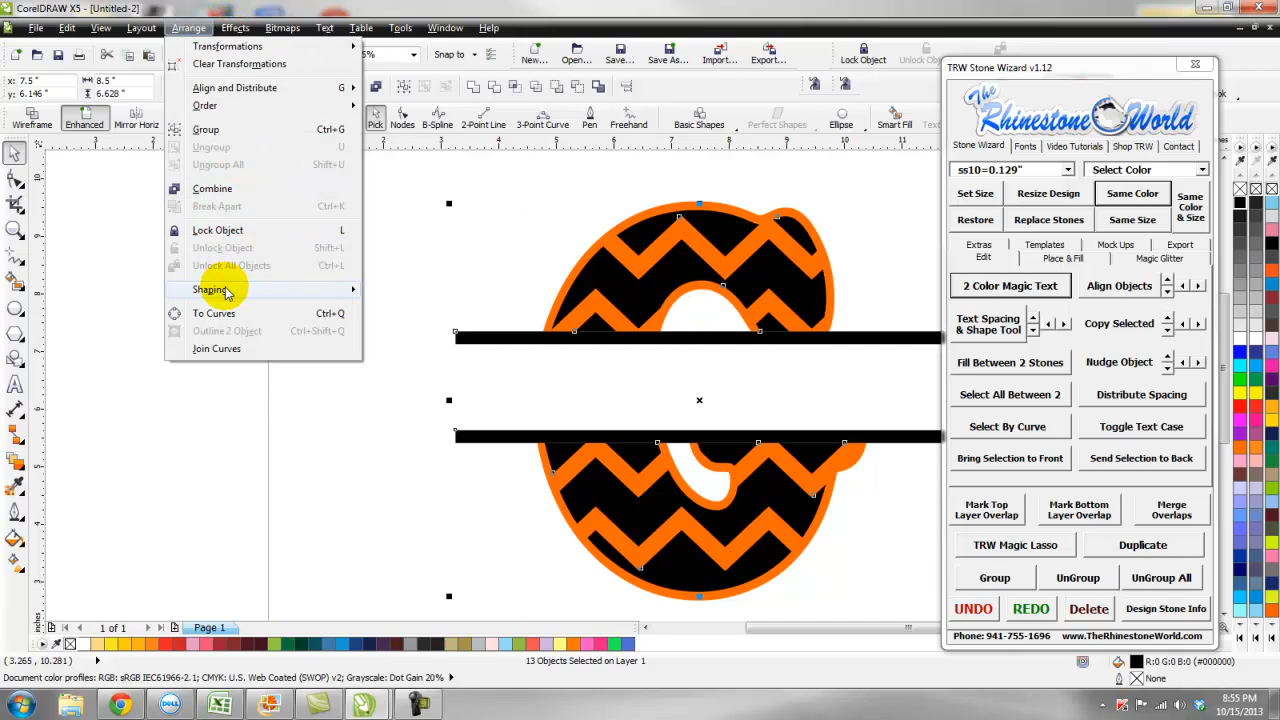 CorelDRAW X5 - [Untitled-2]
File Edit View Layout Arrange Effects Bitmaps Text Table Tools Window Help
Snap to New... Open... Save... Save As... Import... Export... Lock Object
x: 7.5 " 8.5 "
y: 6.146 " 6.628 "
Wireframe Enhanced Mirror Horiz Pick Nodes B-Spline 2-Point Line 3-Point Curve Pen Freehand Basic Shapes Perfect Shapes Ellipse Smart Fill
Transformations
Clear Transformations
Align and Distribute G
Order
Group Ctrl+G
Ungroup U
Ungroup All Shift+U
Combine
Break Apart Ctrl+K
Lock Object L
Unlock Object Shift+L
Unlock All Objects Ctrl+L
Shaping
To Curves Ctrl+Q
Outline 2 Object Ctrl+Shift+Q
Join Curves
TRW Stone Wizard v1.12
The Rhinestone World
Stone Wizard Fonts Video Tutorials Shop TRW Contact
ss10=0.129" Select Color
Set Size Resize Design Same Color Same Color & Size
Restore Replace Stones Same Size
Extras Templates Mock Ups Export
Edit Place & Fill Magic Glitter
2 Color Magic Text Align Objects
Text Spacing & Shape Tool Copy Selected
Fill Between 2 Stones Nudge Object
Select All Between 2 Distribute Spacing
Select By Curve Toggle Text Case
Bring Selection to Front Send Selection to Back
Mark Top Layer Overlap Mark Bottom Layer Overlap Merge Overlaps
TRW Magic Lasso Duplicate
Group UnGroup UnGroup All
UNDO REDO Delete Design Stone Info
Phone: 941-755-1696 www.TheRhinestoneWorld.com
inches
1 of 1 Page 1
(3.265, 10.281) 13 Objects Selected on Layer 1 R:0 G:0 B:0 (#000000)
Document color profiles: RGB: sRGB IEC61966-2.1; CMYK: U.S. Web Coated (SWOP) v2; Grayscale: Dot Gain 20% None
8:55 PM
10/15/2013